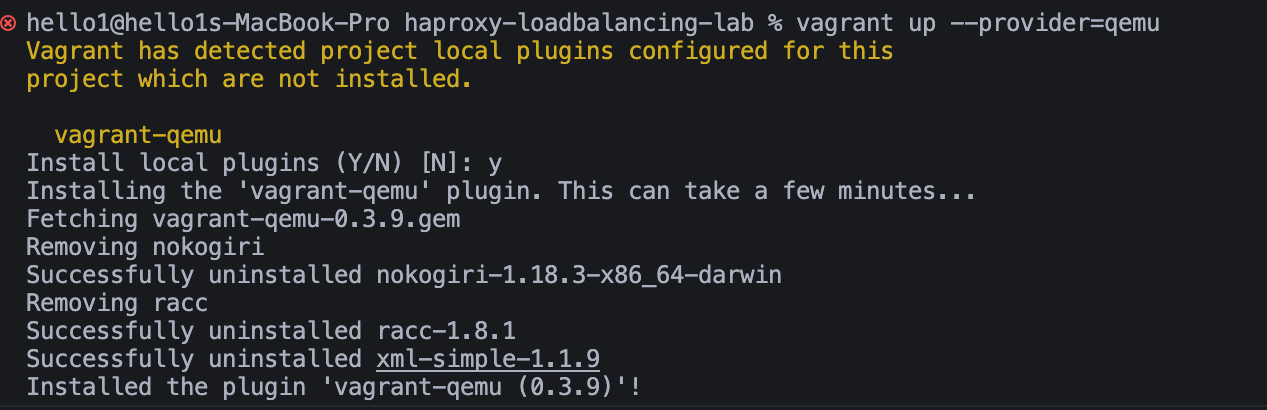 hello1@hello1s-MacBook-Pro haproxy-loadbalancing-lab % vagrant up --provider=qemu
Vagrant has detected project local plugins configured for this
project which are not installed.
vagrant-qemu
Install local plugins (Y/N) [N]: y
Installing the 'vagrant-qemu' plugin. This can take a few minutes...
Fetching vagrant-qemu-0.3.9.gem
Removing nokogiri
Successfully uninstalled nokogiri-1.18.3-x86_64-darwin
Removing racc
Successfully uninstalled racc-1.8.1
Successfully uninstalled xml-simple-1.1.9
Installed the plugin 'vagrant-qemu (0.3.9)'!